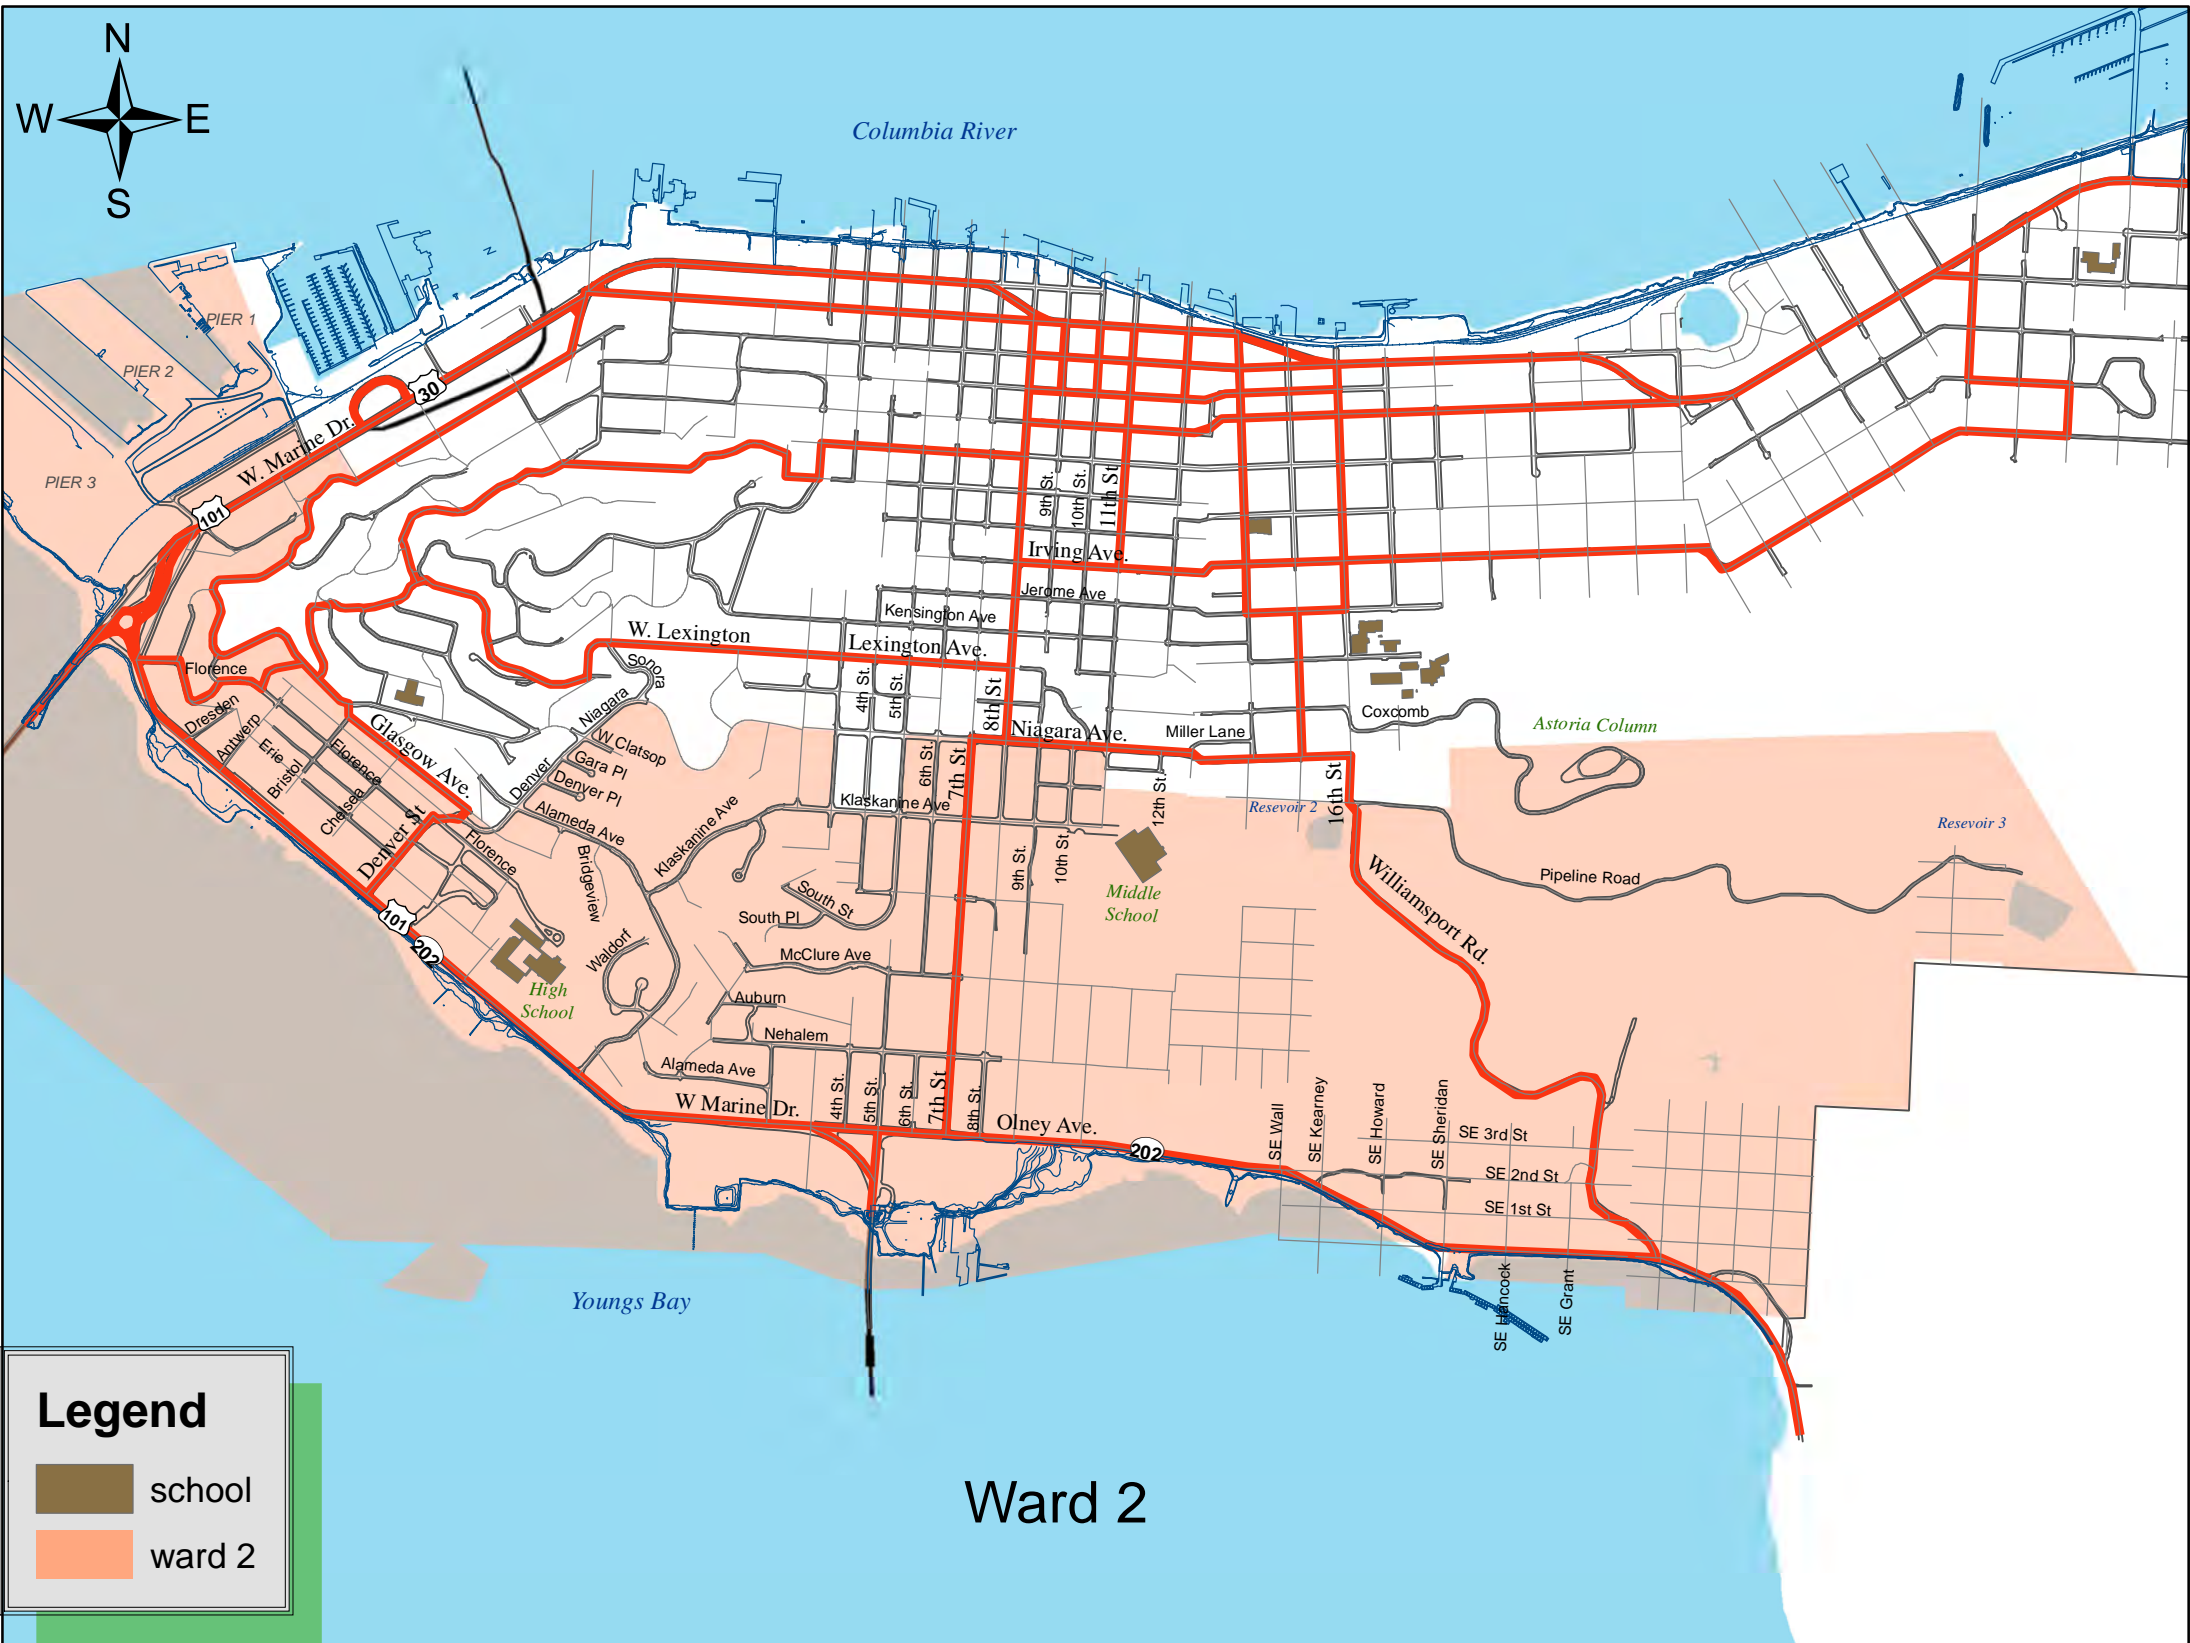 N
W
E
S
Columbia River
PIER 1
PIER 2
PIER 3
30
W. Marine Dr.
101
9th St.
10th St.
11th St
Irving Ave.
Jerome Ave
Kensington Ave
W. Lexington
Lexington Ave.
Florence
Sonora
Niagara
4th St.
5th St.
8th St
Niagara Ave.
Miller Lane
Coxcomb
Astoria Column
Dresden
Antwerp
Erie
Bristol
Florence
Chelsea
Glasgow Ave.
Denver
W Clatsop
Gara Pl
Denver Pl
Alameda Ave
6th St.
7th St
Klaskanine Ave
Klaskanine Ave
12th St.
Resevoir 2
16th St
Resevoir 3
Denver St
Florence
Bridgeview
9th St.
10th St.
Middle
School
Williamsport Rd.
Pipeline Road
South St
South Pl
101
202
Waldorf
McClure Ave
High
School
Auburn
Nehalem
Alameda Ave
W Marine Dr.
4th St.
5th St.
6th St.
7th St
8th St.
Olney Ave.
202
SE Wall
SE Kearney
SE Howard
SE Sheridan
SE 3rd St
SE 2nd St
SE 1st St
SE Hancock
SE Grant
Youngs Bay
Legend
school
ward 2
Ward 2